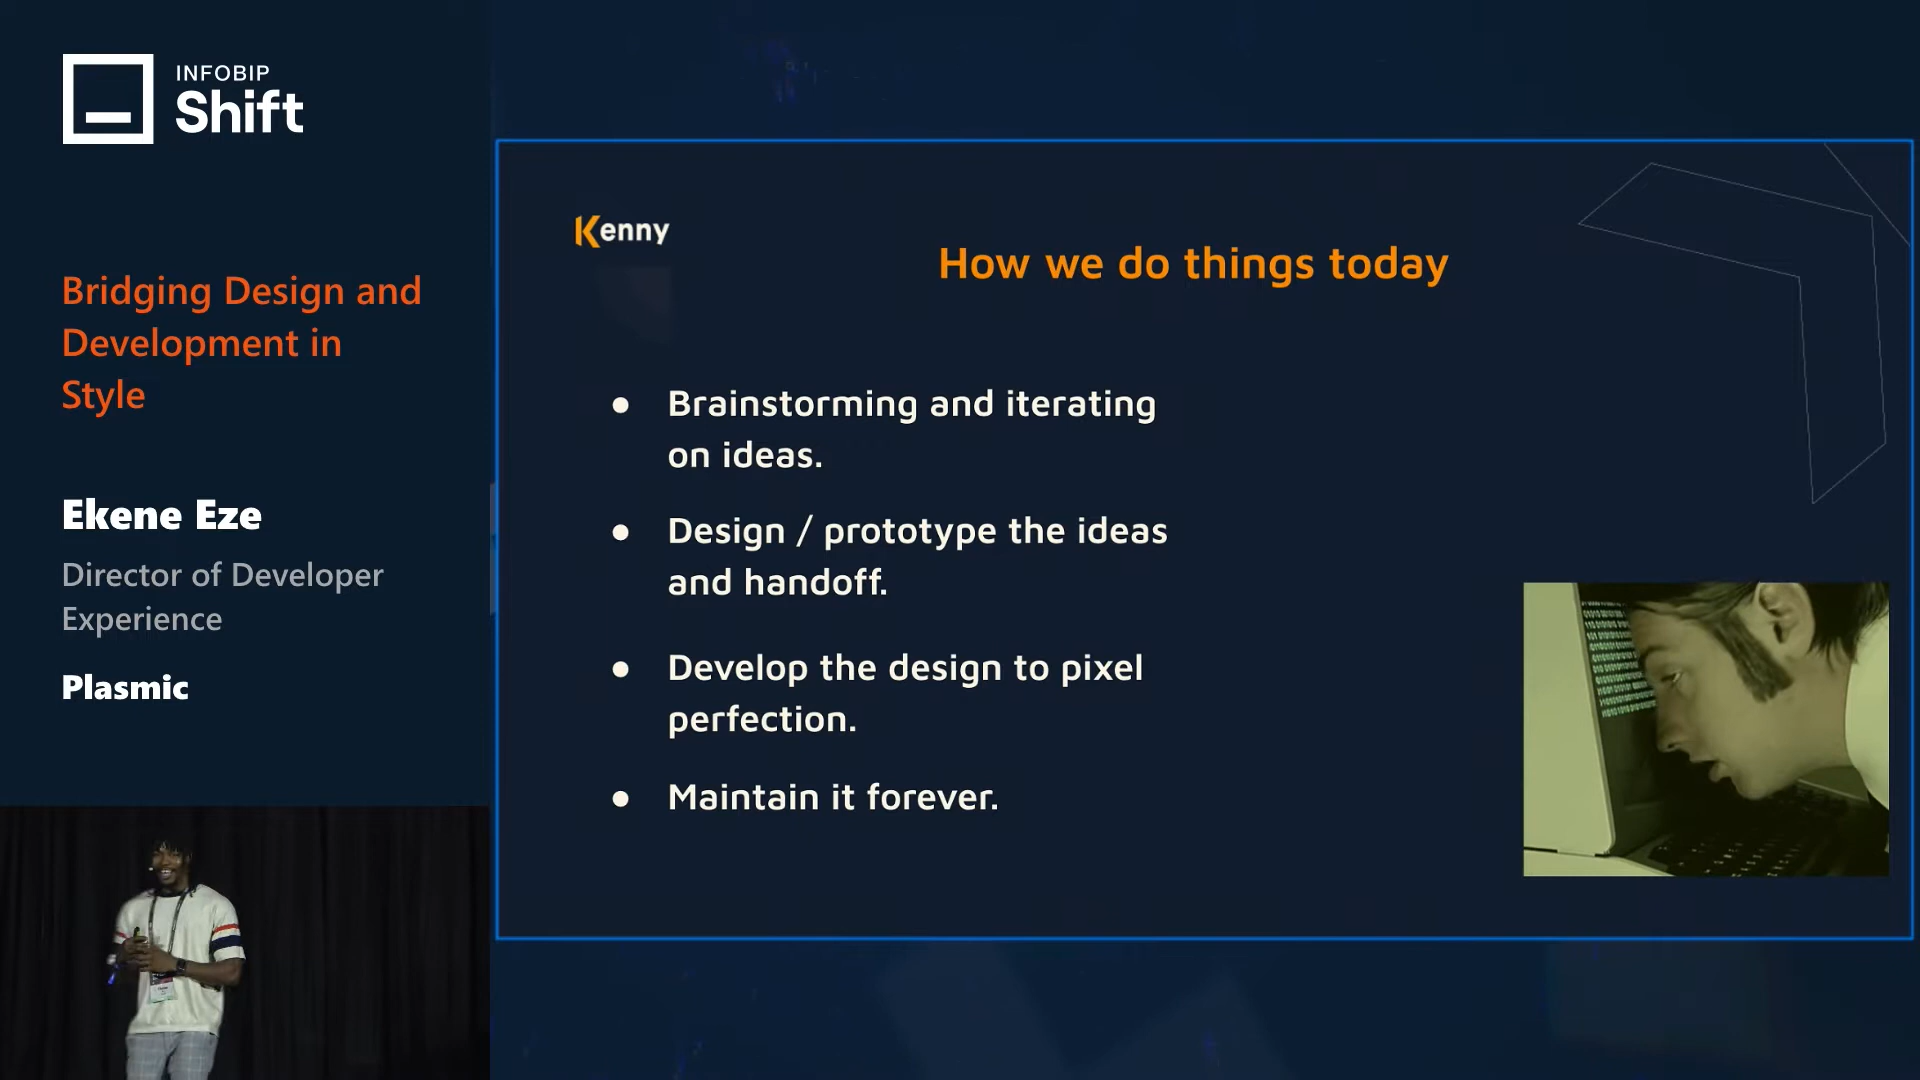 INFOBIP
Shift
Bridging Design and
Development in
Style
Ekene Eze
Director of Developer
Experience
Plasmic
Kenny
How we do things today
● Brainstorming and iterating
on ideas.
● Design / prototype the ideas
and handoff.
● Develop the design to pixel
perfection.
● Maintain it forever.